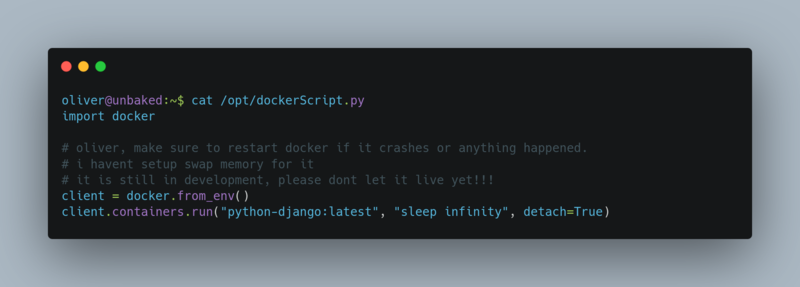 oliver@unbaked:~$ cat /opt/dockerScript.py
import docker
# oliver, make sure to restart docker if it crashes or anything happened.
# i havent setup swap memory for it
# it is still in development, please dont let it live yet!!!
client = docker.from_env()
client.containers.run("python-django:latest", "sleep infinity", detach=True)